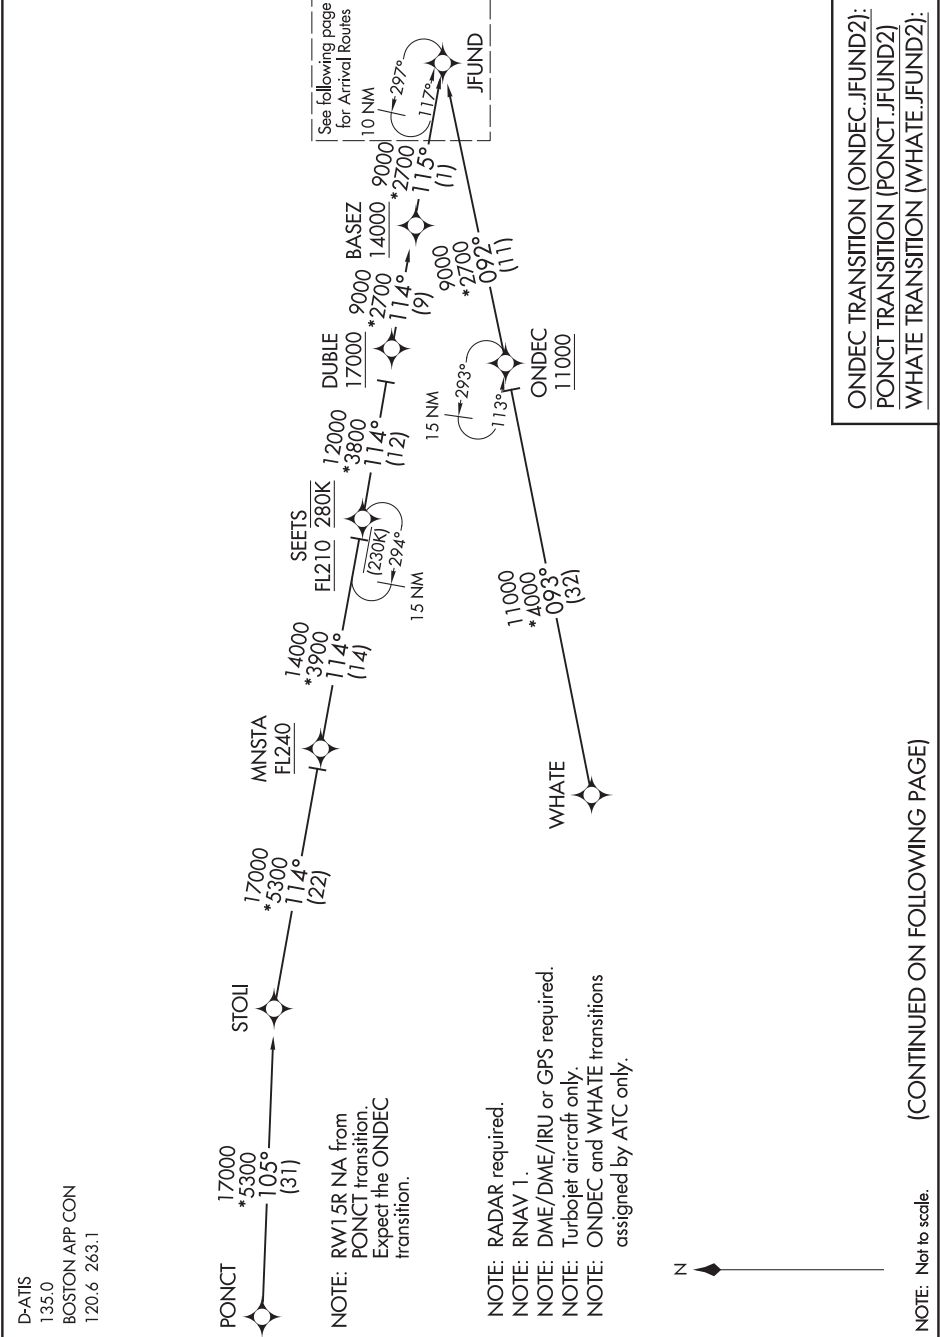 D-ATIS
135.0
BOSTON APP CON
120.6 263.1
PONCT
17000
*5300
105°
(31)
STOLI
17000
*5300
114°
(22)
MNSTA
FL240
14000
*3900
114°
(14)
SEETS
FL210 280K
(230K)
294°
15 NM
12000
*3800
114°
(12)
DUBLE
17000
9000
*2700
114°
(9)
BASEZ
14000
9000
*2700
115°
(1)
See following page
for Arrival Routes
10 NM
297°
117°
JFUND
WHATE
11000
*4000
093°
(32)
15 NM
293°
113°
ONDEC
11000
9000
*2700
092°
(11)
NOTE: RW15R NA from
PONCT transition.
Expect the ONDEC
transition.
NOTE: RADAR required.
NOTE: RNAV 1.
NOTE: DME/DME/IRU or GPS required.
NOTE: Turbojet aircraft only.
NOTE: ONDEC and WHATE transitions
assigned by ATC only.
N
ONDEC TRANSITION (ONDEC.JFUND2):
PONCT TRANSITION (PONCT.JFUND2)
WHATE TRANSITION (WHATE.JFUND2):
NOTE: Not to scale.
(CONTINUED ON FOLLOWING PAGE)